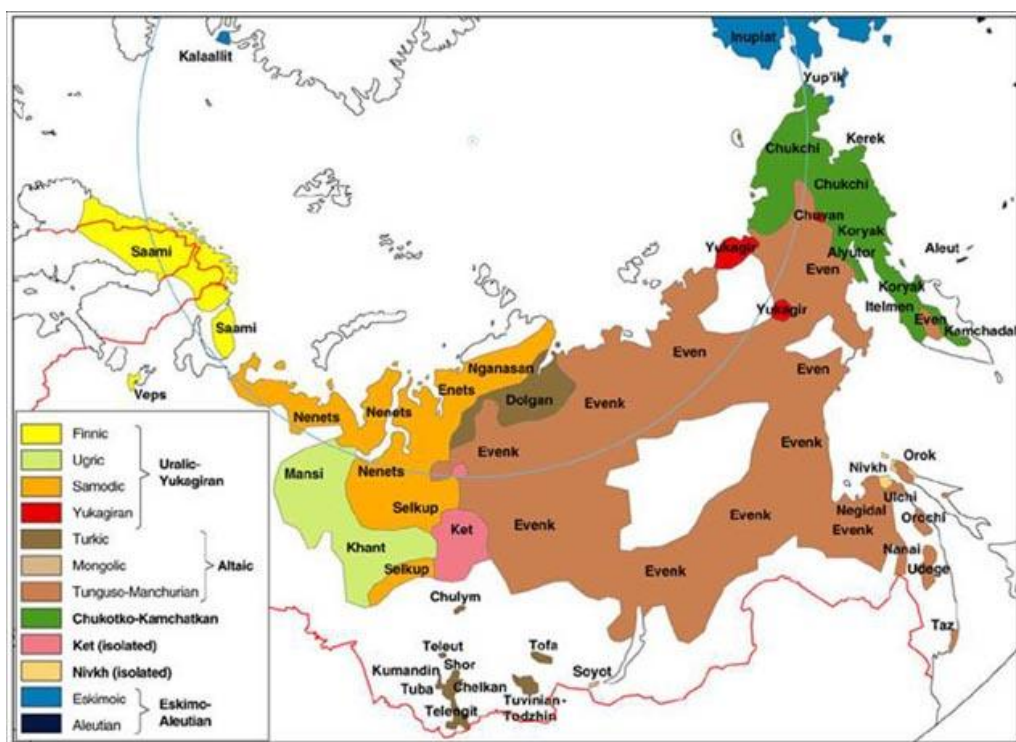 Inupiat
Kalaallit
Yup'ik
Chukchi
Kerek
Chukchi
Chuvan
Koryak
Yukagir
Saami
Alyutor
Aleut
Even
Koryak
Itelmen
Yukagir
Even
Kamchadal
Saami
Even
Nganasan
Even
Enets
Veps
Dolgan
Nenets
Nenets
Evenk
Evenk
Evenk
Nivkh
Orok
Mansi
Nenets
Ulchi
Selkup
Negidal
Orochi
Ket
Evenk
Evenk
Evenk
Khant
Nanai
Selkup
Evenk
Udege
Chulym
Taz
Teleut
Tofa
Shor
Kumandin
Soyot
Tuba
Chelkan
Tuvinian-
Todzhin
Telengit
Finnic
Ugric
Uralic-
Yukagiran
Samodic
Yukagiran
Turkic
Mongolic
Altaic
Tunguso-Manchurian
Chukotko-Kamchatkan
Ket (isolated)
Nivkh (isolated)
Eskimoic
Eskimo-
Aleutian
Aleutian